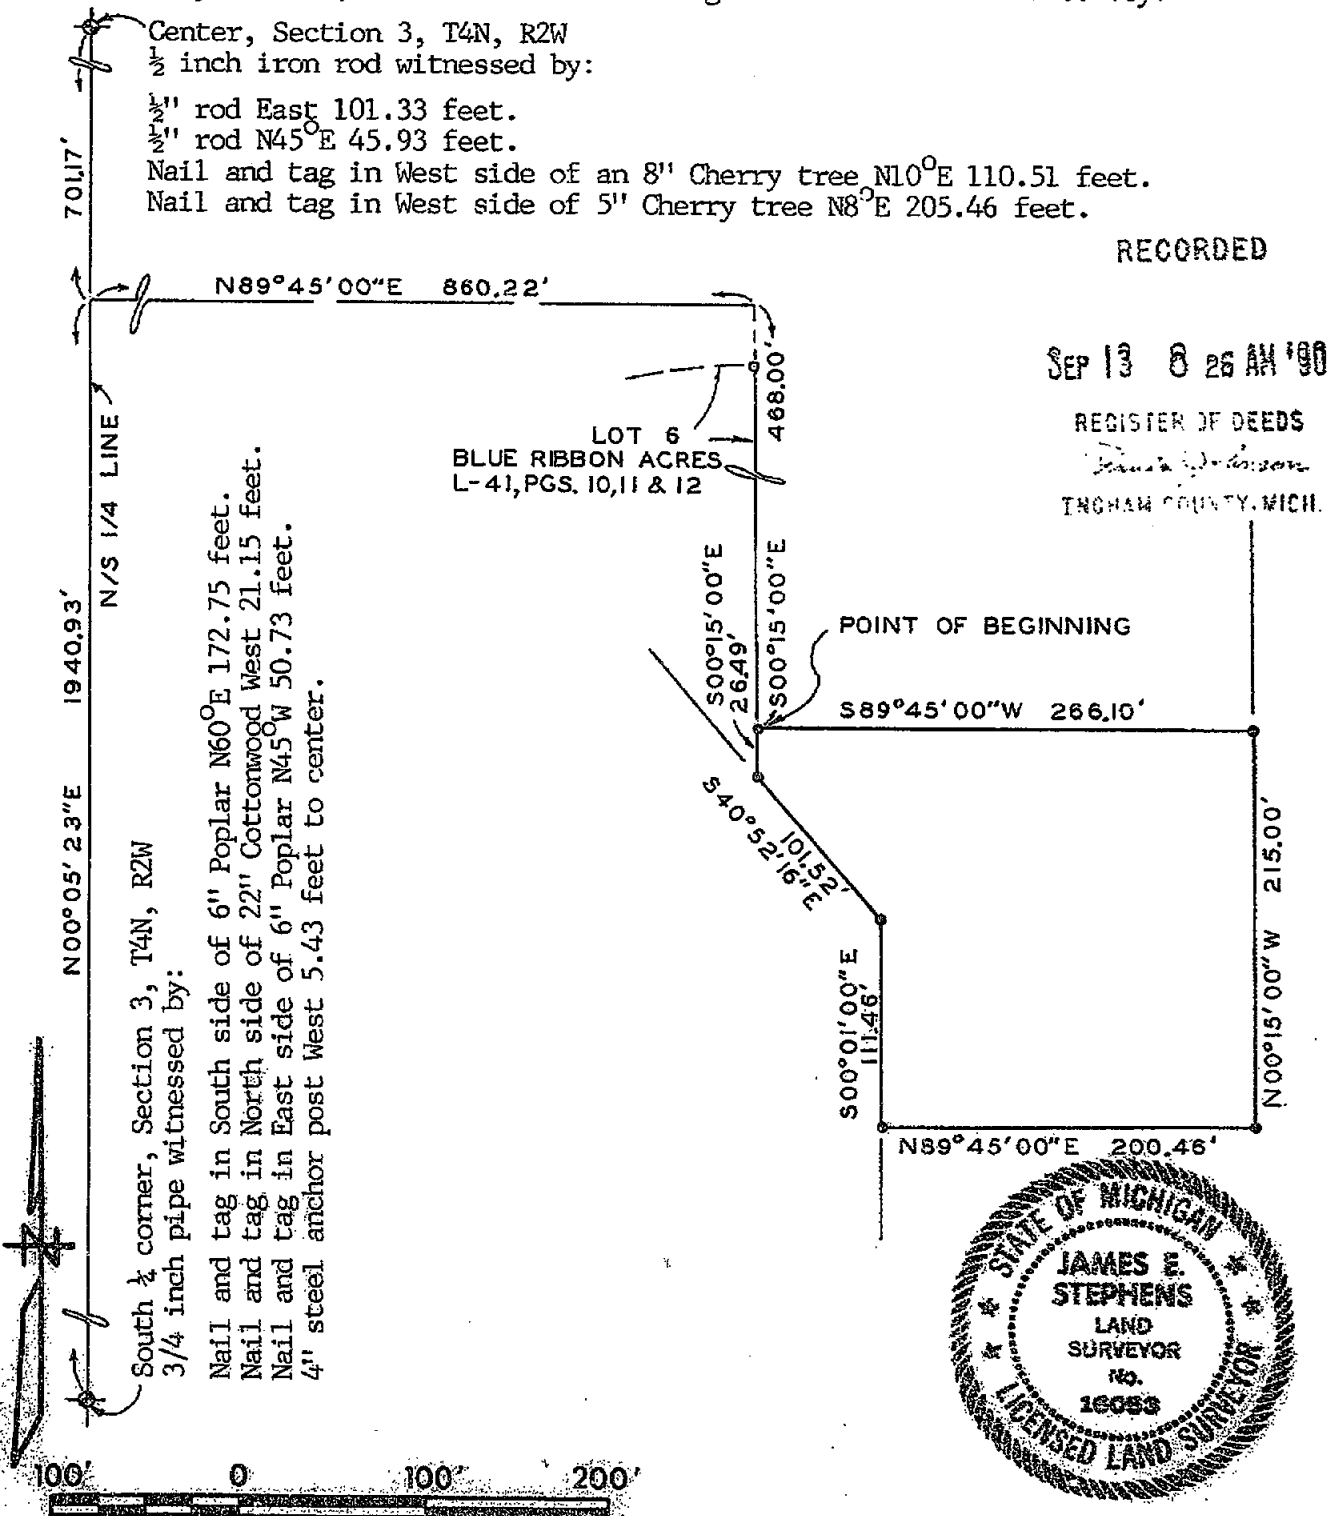 Center, Section 3, T4N, R2W
½ inch iron rod witnessed by:
½" rod East 101.33 feet.
½" rod N45°E 45.93 feet.
Nail and tag in West side of an 8" Cherry tree N10°E 110.51 feet.
Nail and tag in West side of 5" Cherry tree N8°E 205.46 feet.
701.17'
RECORDED
N89°45'00"E 860.22'
SEP 13 8 26 AM '90
REGISTER OF DEEDS
INGHAM COUNTY, MICH.
468.00'
LOT 6
BLUE RIBBON ACRES
L-41, PGS. 10, 11 & 12
N/S 1/4 LINE
N00°05'23"E 1940.93'
S00°15'00"E
26.49'
S00°15'00"E
POINT OF BEGINNING
S89°45'00"W 266.10'
S40°52'16"E
101.52'
N00°15'00"W 215.00'
S00°01'00"E
111.46'
N89°45'00"E 200.46'
South ¼ corner, Section 3, T4N, R2W
3/4 inch pipe witnessed by:
Nail and tag in South side of 6" Poplar N60°E 172.75 feet.
Nail and tag in North side of 22" Cottonwood West 21.15 feet.
Nail and tag in East side of 6" Poplar N45°W 50.73 feet.
4" steel anchor post West 5.43 feet to center.
N
STATE OF MICHIGAN
JAMES E.
STEPHENS
LAND
SURVEYOR
No.
16053
LICENSED LAND SURVEYOR
100' 0 100' 200'